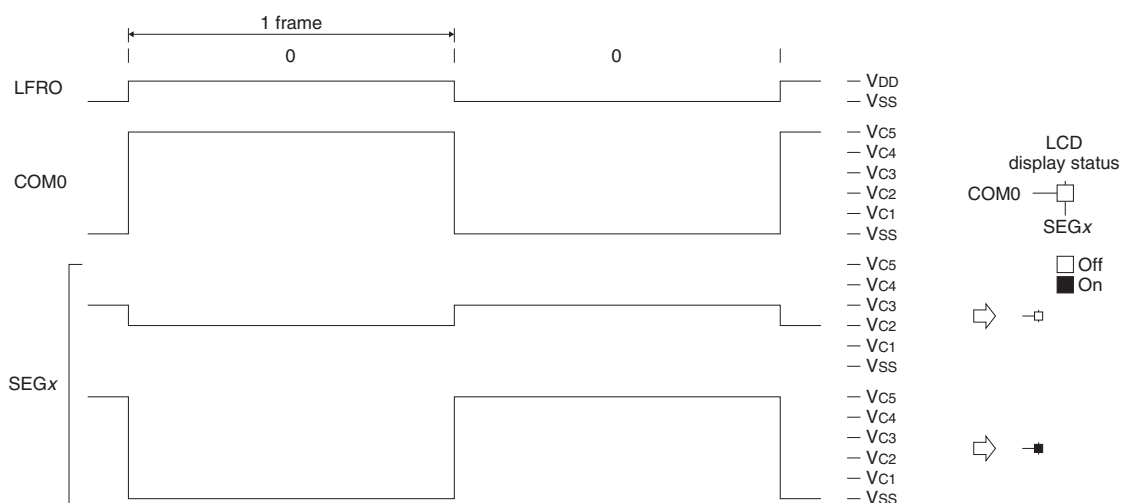 1 frame
0 0
LFRO
VDD
VSS
COM0
VC5
VC4
VC3
VC2
VC1
VSS
LCD
display status
COM0
SEGx
Off
On
SEGx
VC5
VC4
VC3
VC2
VC1
VSS
VC5
VC4
VC3
VC2
VC1
VSS